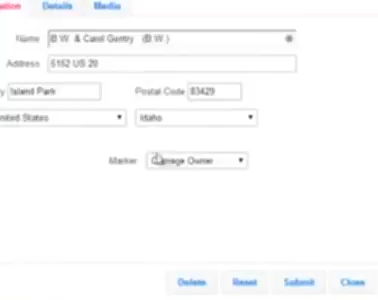 ation Details Media
Name B.W. & Carol Gentry (B.W.)
Address 5162 US 20
y Island Park Postal Code 83429
nited States Idaho
Marker Damage Owner
Delete Reset Submit Close